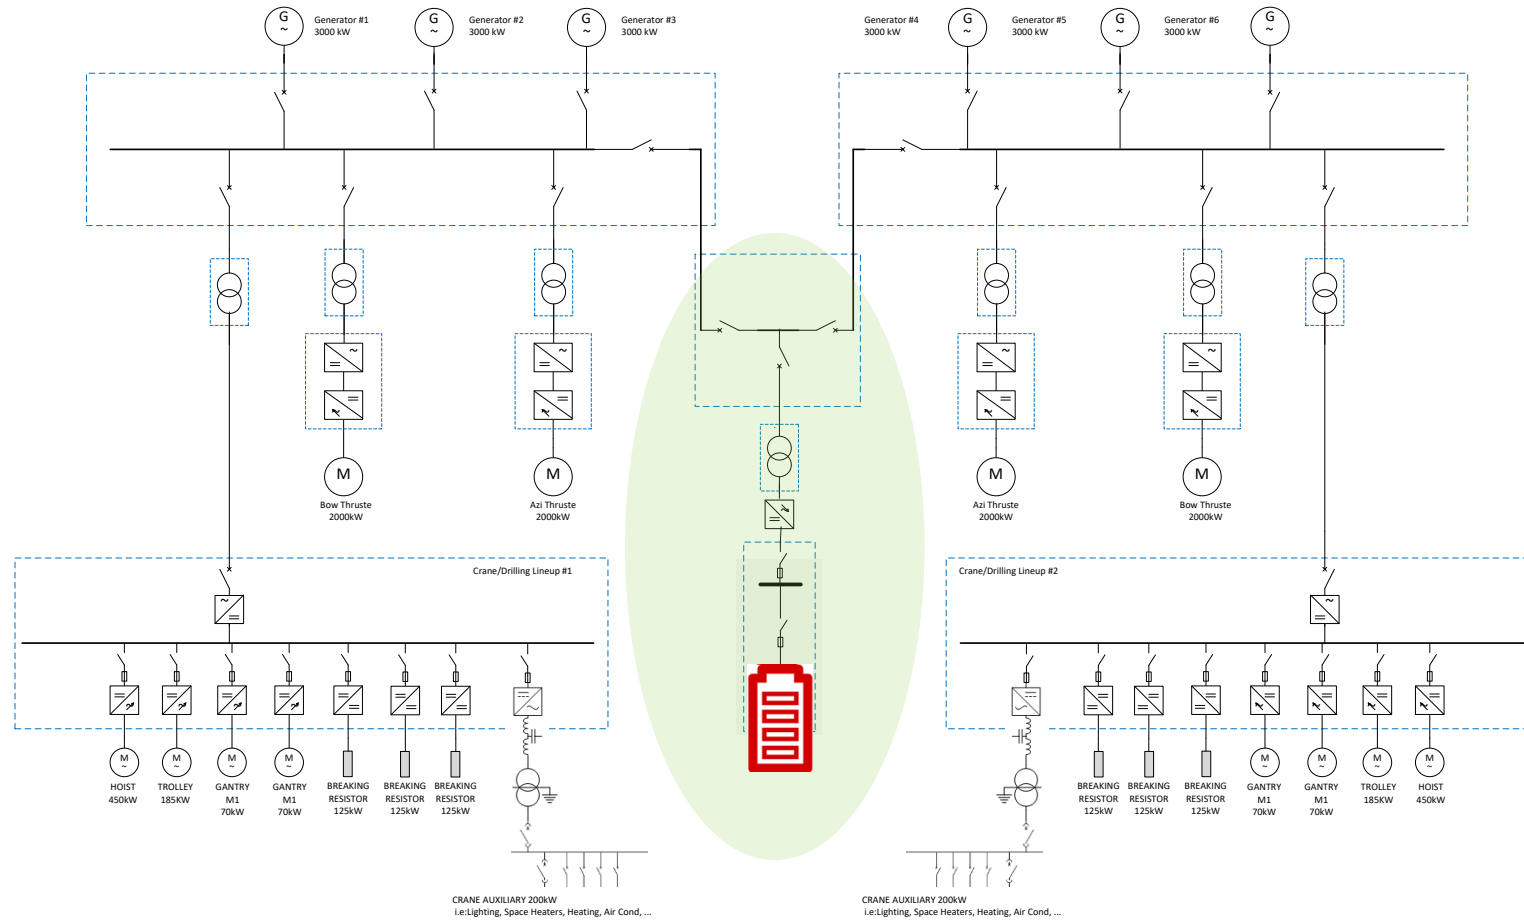 G
~
Generator #1
3000 kW
G
~
Generator #2
3000 kW
G
~
Generator #3
3000 kW
Generator #4
3000 kW
G
~
Generator #5
3000 kW
G
~
Generator #6
3000 kW
G
~
M
Bow Thruste
2000kW
M
Azi Thruste
2000kW
M
Azi Thruste
2000kW
M
Bow Thruste
2000kW
Crane/Drilling Lineup #1
Crane/Drilling Lineup #2
M
~
HOIST
450kW
M
~
TROLLEY
185KW
M
~
GANTRY
M1
70kW
M
~
GANTRY
M1
70kW
BREAKING
RESISTOR
125kW
BREAKING
RESISTOR
125kW
BREAKING
RESISTOR
125kW
BREAKING
RESISTOR
125kW
BREAKING
RESISTOR
125kW
BREAKING
RESISTOR
125kW
M
~
GANTRY
M1
70kW
M
~
GANTRY
M1
70kW
M
~
TROLLEY
185KW
M
~
HOIST
450kW
CRANE AUXILIARY 200kW
i.e:Lighting, Space Heaters, Heating, Air Cond, ...
CRANE AUXILIARY 200kW
i.e:Lighting, Space Heaters, Heating, Air Cond, ...